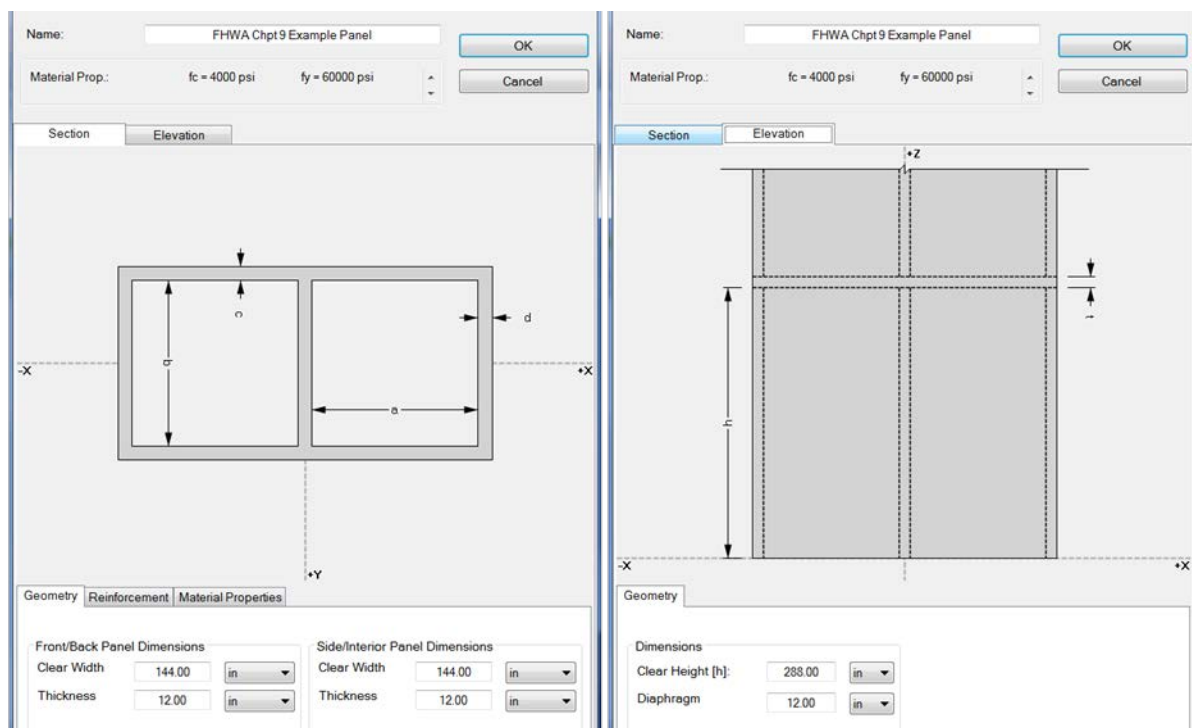 Name:
FHWA Chpt 9 Example Panel
OK
Material Prop.:
fc = 4000 psi
fy = 60000 psi
Cancel
Section
Elevation
c
b
d
a
-X
+X
+Y
Geometry
Reinforcement
Material Properties
Front/Back Panel Dimensions
Clear Width
144.00
in
Thickness
12.00
in
Side/Interior Panel Dimensions
Clear Width
144.00
in
Thickness
12.00
in
Name:
FHWA Chpt 9 Example Panel
OK
Material Prop.:
fc = 4000 psi
fy = 60000 psi
Cancel
Section
Elevation
+Z
t
h
-X
+X
Geometry
Dimensions
Clear Height [h]:
288.00
in
Diaphragm
12.00
in